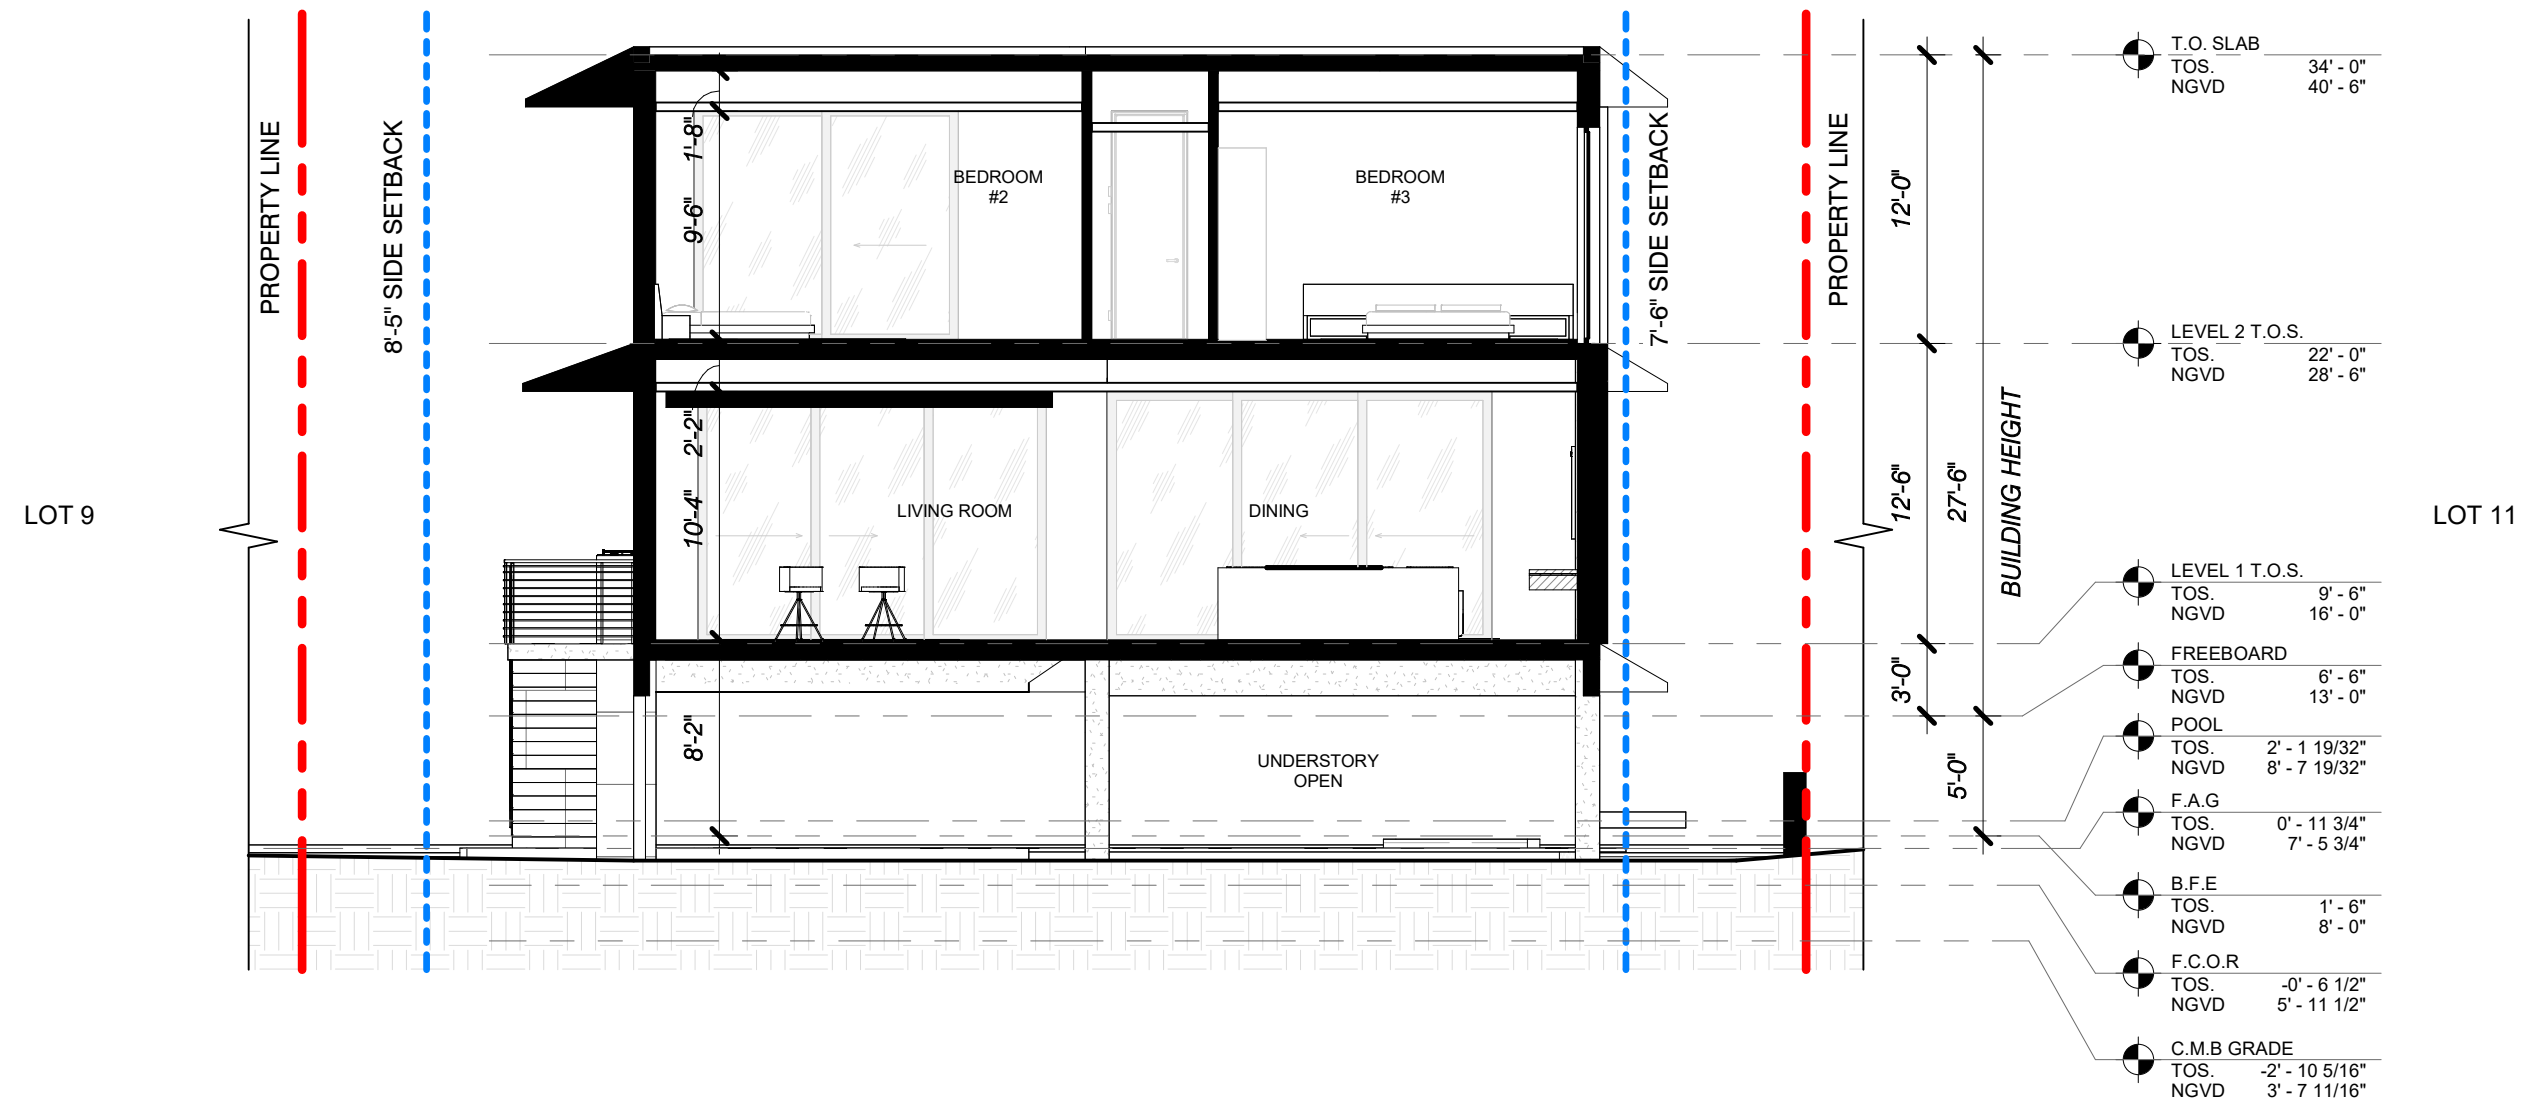 LOT 9
PROPERTY LINE
8'-5" SIDE SETBACK
1'-8"
9'-6"
2'-2"
10'-4"
8'-2"
BEDROOM
#2
BEDROOM
#3
LIVING ROOM
DINING
UNDERSTORY
OPEN
7'-6" SIDE SETBACK
PROPERTY LINE
12'-0"
12'-6"
3'-0"
27'-6"
5'-0"
BUILDING HEIGHT
T.O. SLAB
TOS. 34' - 0"
NGVD 40' - 6"
LEVEL 2 T.O.S.
TOS. 22' - 0"
NGVD 28' - 6"
LEVEL 1 T.O.S.
TOS. 9' - 6"
NGVD 16' - 0"
FREEBOARD
TOS. 6' - 6"
NGVD 13' - 0"
POOL
TOS. 2' - 1 19/32"
NGVD 8' - 7 19/32"
F.A.G
TOS. 0' - 11 3/4"
NGVD 7' - 5 3/4"
B.F.E
TOS. 1' - 6"
NGVD 8' - 0"
F.C.O.R
TOS. -0' - 6 1/2"
NGVD 5' - 11 1/2"
C.M.B GRADE
TOS. -2' - 10 5/16"
NGVD 3' - 7 11/16"
LOT 11